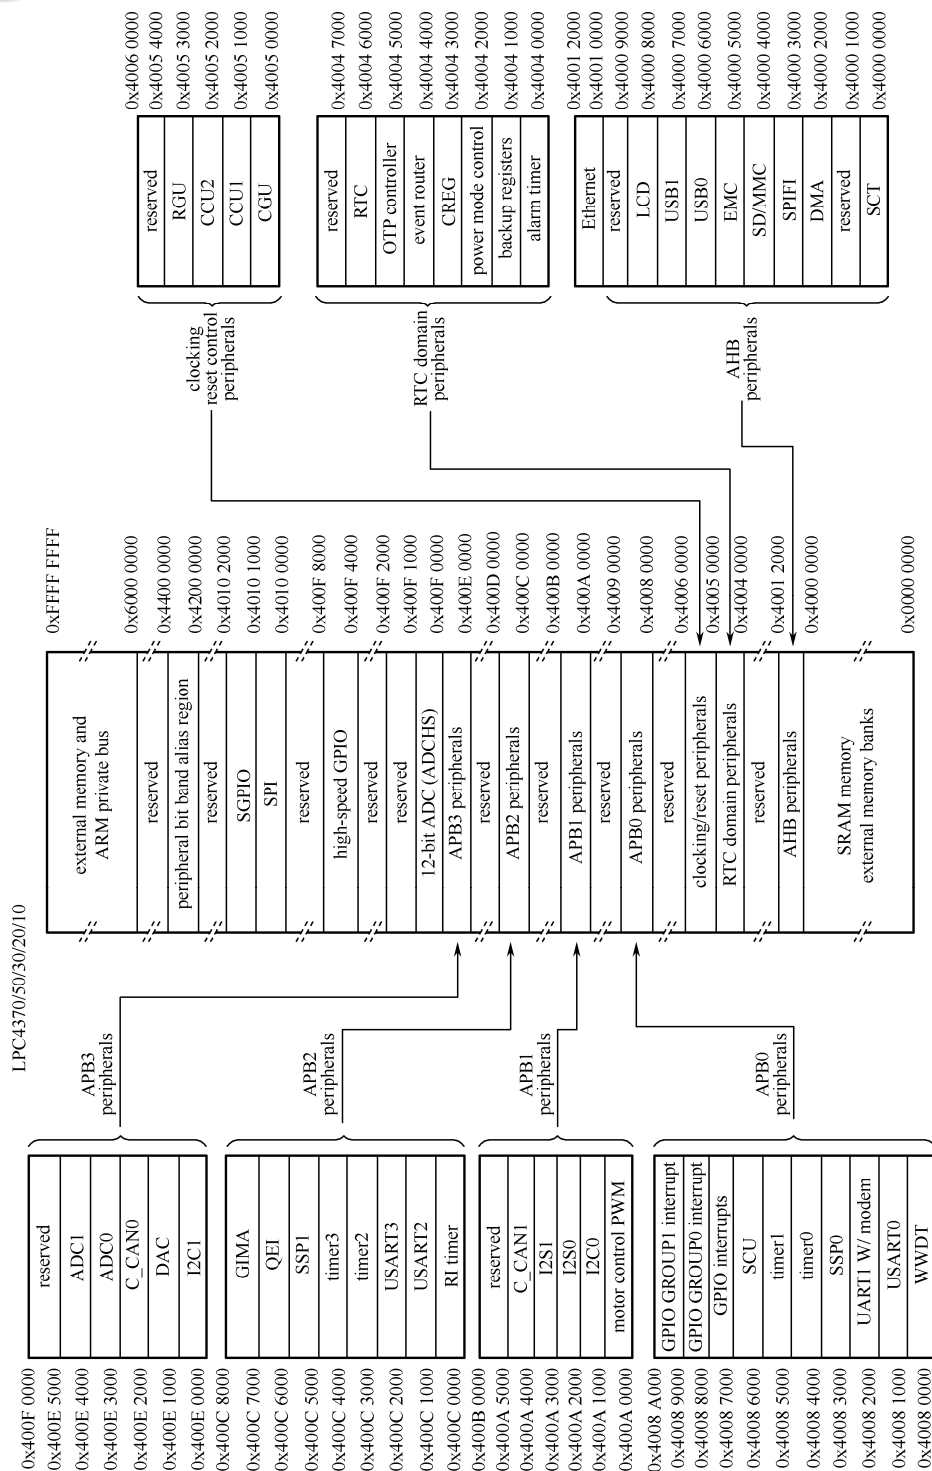 LPC4370/50/30/20/10
0x400F 0000
0x400E 5000
0x400E 4000
0x400E 3000
0x400E 2000
0x400E 1000
0x400E 0000
reserved
ADC1
ADC0
C_CAN0
DAC
I2C1
APB3
peripherals
0x400C 8000
0x400C 7000
0x400C 6000
0x400C 5000
0x400C 4000
0x400C 3000
0x400C 2000
0x400C 1000
0x400C 0000
GIMA
QEI
SSP1
timer3
timer2
USART3
USART2
RI timer
APB2
peripherals
0x400B 0000
0x400A 5000
0x400A 4000
0x400A 3000
0x400A 2000
0x400A 1000
0x400A 0000
reserved
C_CAN1
I2S1
I2S0
I2C0
motor control PWM
APB1
peripherals
0x4008 A000
0x4008 9000
0x4008 8000
0x4008 7000
0x4008 6000
0x4008 5000
0x4008 4000
0x4008 3000
0x4008 2000
0x4008 1000
0x4008 0000
GPIO GROUP1 interrupt
GPIO GROUP0 interrupt
GPIO interrupts
SCU
timer1
timer0
SSP0
UART1 W/ modem
USART0
WWDT
APB0
peripherals
external memory and
ARM private bus
reserved
peripheral bit band alias region
reserved
SGPIO
SPI
reserved
high-speed GPIO
reserved
reserved
12-bit ADC (ADCHS)
APB3 peripherals
reserved
APB2 peripherals
reserved
APB1 peripherals
reserved
APB0 peripherals
reserved
clocking/reset peripherals
RTC domain peripherals
reserved
AHB peripherals
SRAM memory
external memory banks
0xFFFF FFFF
0x6000 0000
0x4400 0000
0x4200 0000
0x4010 2000
0x4010 1000
0x4010 0000
0x400F 8000
0x400F 4000
0x400F 2000
0x400F 1000
0x400F 0000
0x400E 0000
0x400D 0000
0x400C 0000
0x400B 0000
0x400A 0000
0x4009 0000
0x4008 0000
0x4006 0000
0x4005 0000
0x4004 0000
0x4001 2000
0x4000 0000
0x0000 0000
clocking
reset control
peripherals
reserved
RGU
CCU2
CCU1
CGU
0x4006 0000
0x4005 4000
0x4005 3000
0x4005 2000
0x4005 1000
0x4005 0000
RTC domain
peripherals
reserved
RTC
OTP controller
event router
CREG
power mode control
backup registers
alarm timer
0x4004 7000
0x4004 6000
0x4004 5000
0x4004 4000
0x4004 3000
0x4004 2000
0x4004 1000
0x4004 0000
AHB
peripherals
Ethernet
reserved
LCD
USB1
USB0
EMC
SD/MMC
SPIFI
DMA
reserved
SCT
0x4001 2000
0x4001 0000
0x4000 9000
0x4000 8000
0x4000 7000
0x4000 6000
0x4000 5000
0x4000 4000
0x4000 3000
0x4000 2000
0x4000 1000
0x4000 0000